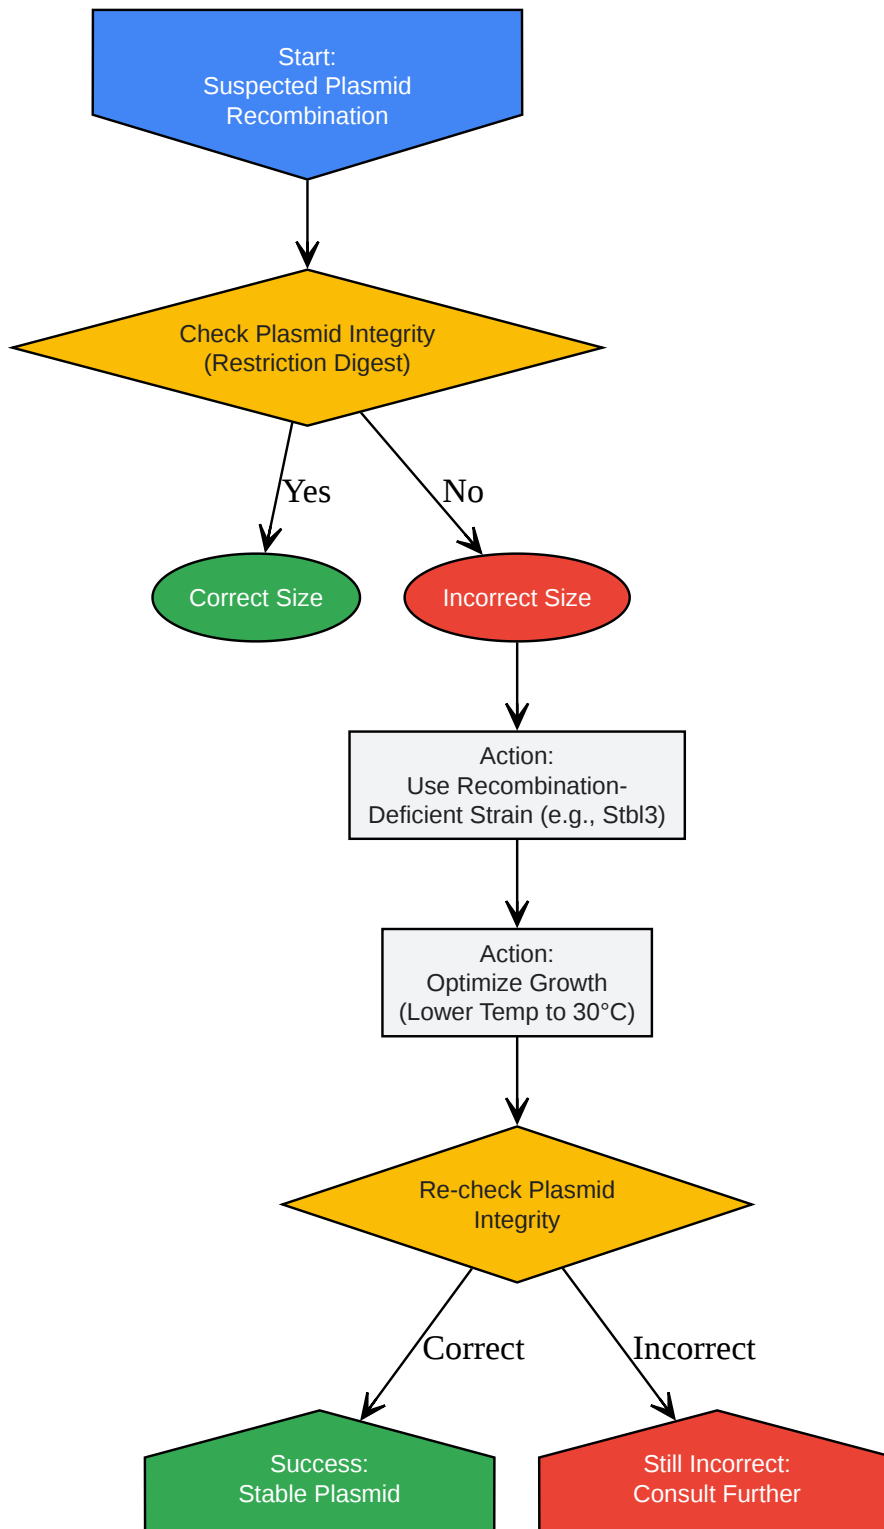 Start:
Suspected Plasmid
Recombination
Check Plasmid Integrity
(Restriction Digest)
Yes
No
Correct Size
Incorrect Size
Action:
Use Recombination-
Deficient Strain (e.g., Stbl3)
Action:
Optimize Growth
(Lower Temp to 30°C)
Re-check Plasmid
Integrity
Correct
Incorrect
Success:
Stable Plasmid
Still Incorrect:
Consult Further